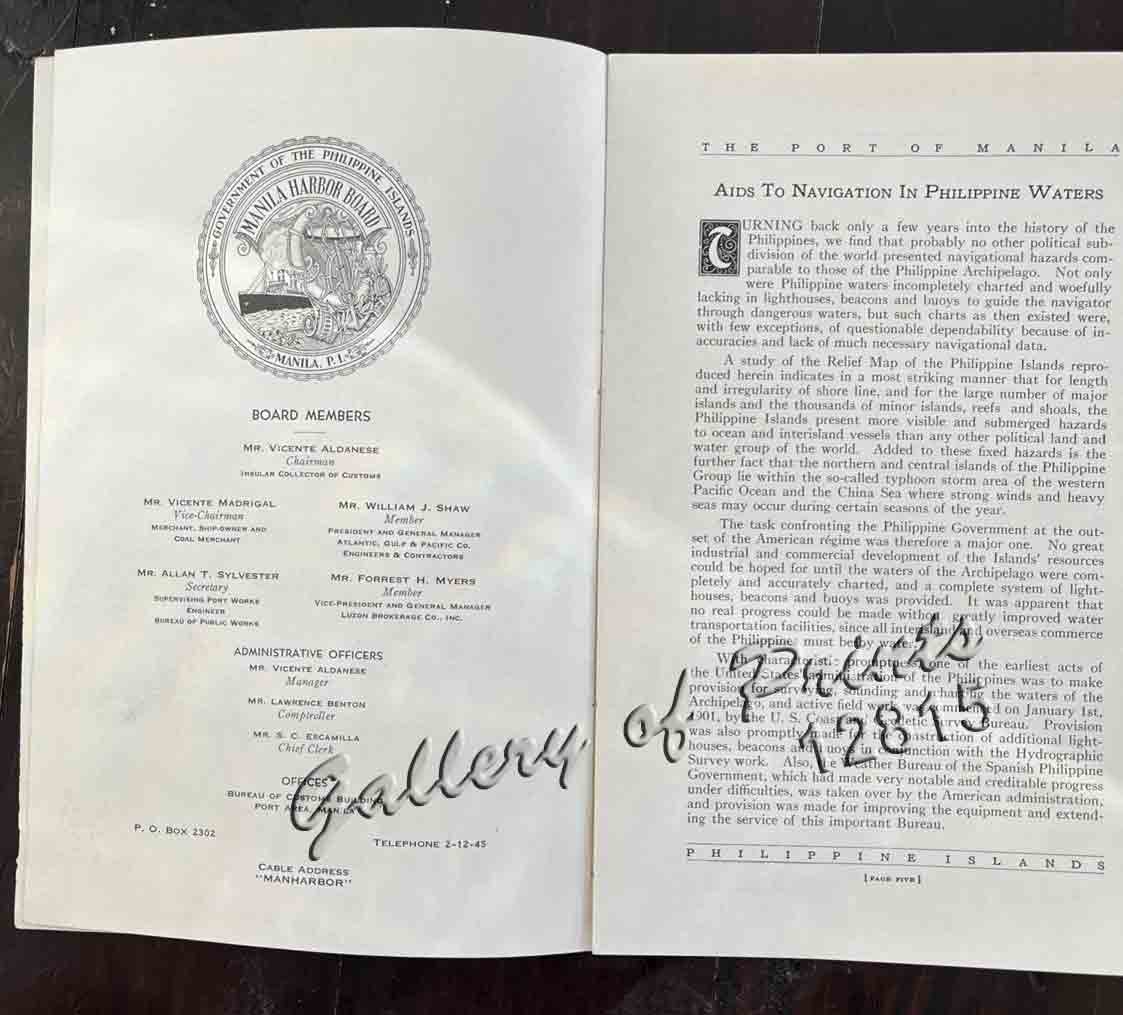 GOVERNMENT OF THE PHILIPPINE ISLANDS
MANILA HARBOR BOARD
MANILA, P.I.
BOARD MEMBERS
MR. VICENTE ALDANESE
Chairman
INSULAR COLLECTOR OF CUSTOMS
MR. VICENTE MADRIGAL
Vice-Chairman
MERCHANT, SHIP-OWNER AND
COAL MERCHANT
MR. WILLIAM J. SHAW
Member
PRESIDENT AND GENERAL MANAGER
ATLANTIC, GULF & PACIFIC CO.
ENGINEERS & CONTRACTORS
MR. ALLAN T. SYLVESTER
Secretary
SUPERVISING PORT WORKS
ENGINEER
BUREAU OF PUBLIC WORKS
MR. FORREST H. MYERS
Member
VICE-PRESIDENT AND GENERAL MANAGER
LUZON BROKERAGE CO., INC.
ADMINISTRATIVE OFFICERS
MR. VICENTE ALDANESE
Manager
MR. LAWRENCE BENTON
Comptroller
MR. S. C. ESCAMILLA
Chief Clerk
OFFICES
BUREAU OF CUSTOMS BUILDING
PORT AREA, MANILA
P. O. BOX 2302
TELEPHONE 2-12-45
CABLE ADDRESS
"MANHARBOR"
THE PORT OF MANILA
AIDS TO NAVIGATION IN PHILIPPINE WATERS
TURNING back only a few years into the history of the
Philippines, we find that probably no other political sub-
division of the world presented navigational hazards com-
parable to those of the Philippine Archipelago. Not only
were Philippine waters incompletely charted and woefully
lacking in lighthouses, beacons and buoys to guide the navigator
through dangerous waters, but such charts as then existed were,
with few exceptions, of questionable dependability because of in-
accuracies and lack of much necessary navigational data.
A study of the Relief Map of the Philippine Islands repro-
duced herein indicates in a most striking manner that for length
and irregularity of shore line, and for the large number of major
islands and the thousands of minor islands, reefs and shoals, the
Philippine Islands present more visible and submerged hazards
to ocean and interisland vessels than any other political land and
water group of the world. Added to these fixed hazards is the
further fact that the northern and central islands of the Philippine
Group lie within the so-called typhoon storm area of the western
Pacific Ocean and the China Sea where strong winds and heavy
seas may occur during certain seasons of the year.
The task confronting the Philippine Government at the out-
set of the American régime was therefore a major one. No great
industrial and commercial development of the Islands' resources
could be hoped for until the waters of the Archipelago were com-
pletely and accurately charted, and a complete system of light-
houses, beacons and buoys was provided. It was apparent that
no real progress could be made without greatly improved water
transportation facilities, since all interisland and overseas commerce
of the Philippine must be by water.
With characteristic promptness, one of the earliest acts of
the United States administration of the Philippines was to make
provision for surveying, sounding and charting the waters of the
Archipelago, and active field work was commenced on January 1st,
1901, by the U. S. Coast and Geodetic Survey Bureau. Provision
was also promptly made for the construction of additional light-
houses, beacons and buoys in conjunction with the Hydrographic
Survey work. Also, the Weather Bureau of the Spanish Philippine
Government, which had made very notable and creditable progress
under difficulties, was taken over by the American administration,
and provision was made for improving the equipment and extend-
ing the service of this important Bureau.
PHILIPPINE ISLANDS
[PAGE FIVE]
Gallery of Prints
12815